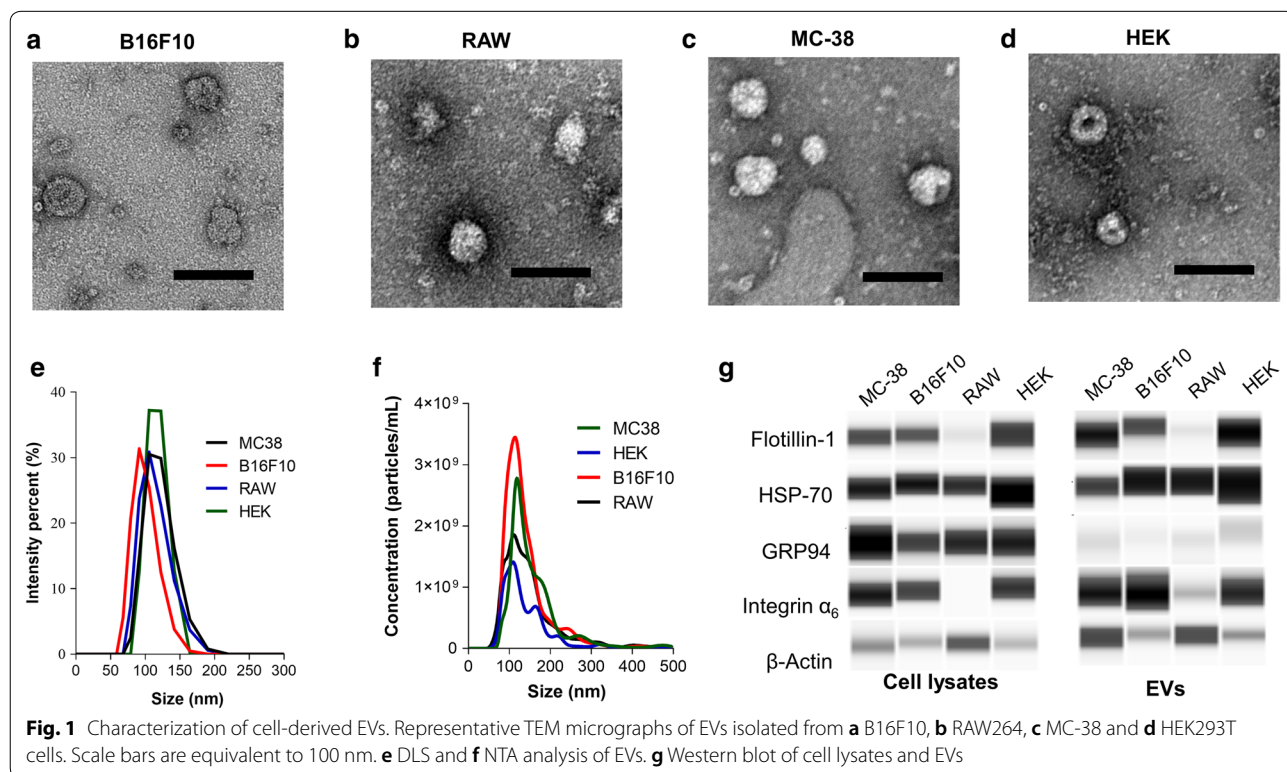 a B16F10
b RAW
c MC-38
d HEK
e
Intensity percent (%)
40
30
20
10
0
0 50 100 150 200 250 300
Size (nm)
MC38
B16F10
RAW
HEK
f
Concentration (particles/mL)
4×10⁹
3×10⁹
2×10⁹
1×10⁹
0
0 100 200 300 400 500
Size (nm)
MC38
HEK
B16F10
RAW
g
MC-38 B16F10 RAW HEK MC-38 B16F10 RAW HEK
Flotillin-1
HSP-70
GRP94
Integrin α₆
β-Actin
Cell lysates EVs
Fig. 1 Characterization of cell-derived EVs. Representative TEM micrographs of EVs isolated from a B16F10, b RAW264, c MC-38 and d HEK293T
cells. Scale bars are equivalent to 100 nm. e DLS and f NTA analysis of EVs. g Western blot of cell lysates and EVs